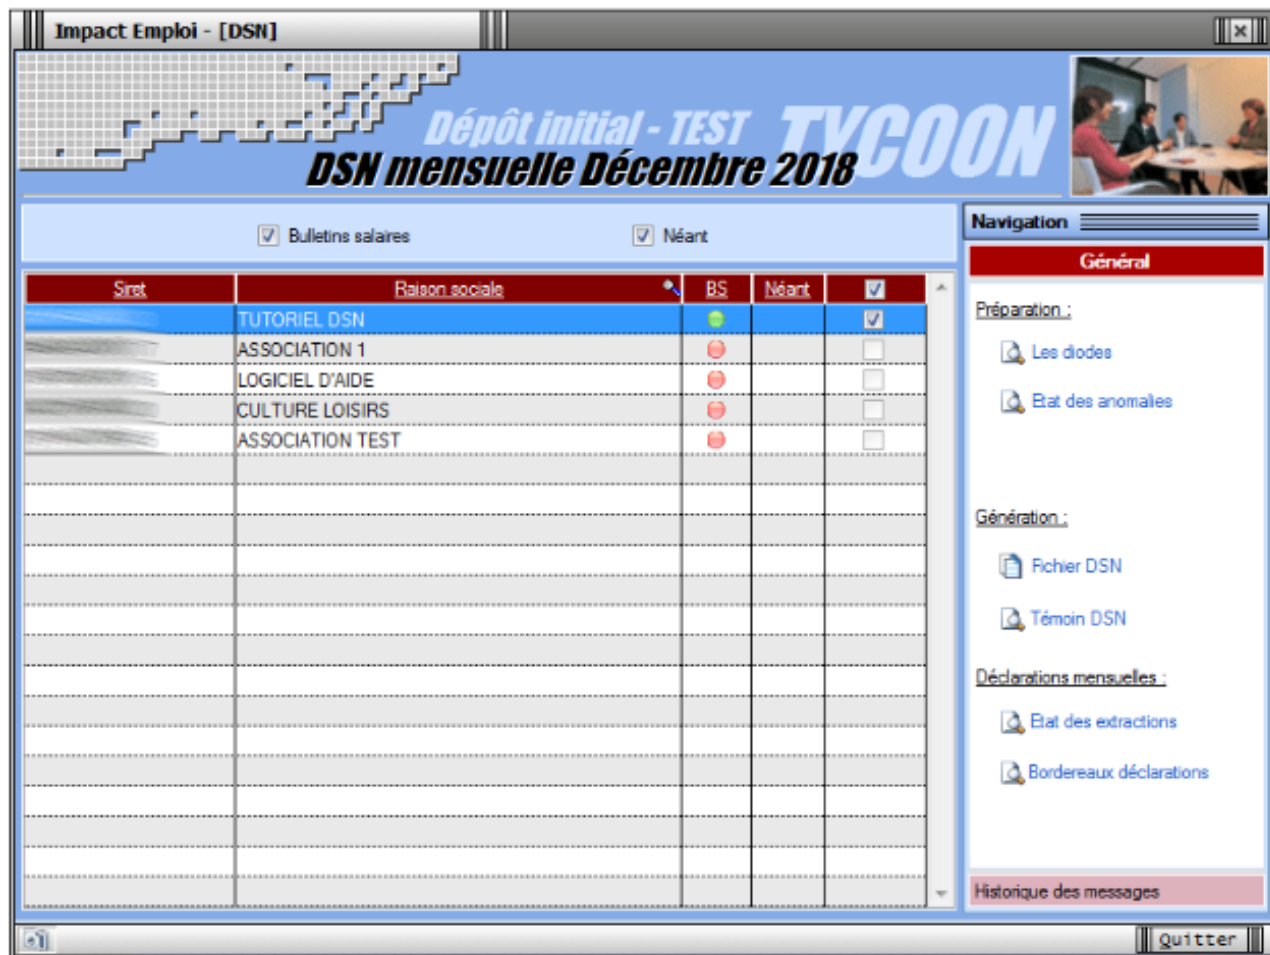 Impact Emploi - [DSN]
Dépôt initial - TEST TYCOON
DSN mensuelle Décembre 2018
Bulletins salaires Néant
Siret Raison sociale BS Néant
TUTORIEL DSN
ASSOCIATION 1
LOGICIEL D'AIDE
CULTURE LOISIRS
ASSOCIATION TEST
Navigation
Général
Préparation :
Les diodes
Etat des anomalies
Génération :
Fichier DSN
Témoin DSN
Déclarations mensuelles :
Etat des extractions
Bordereaux déclarations
Historique des messages
Quitter